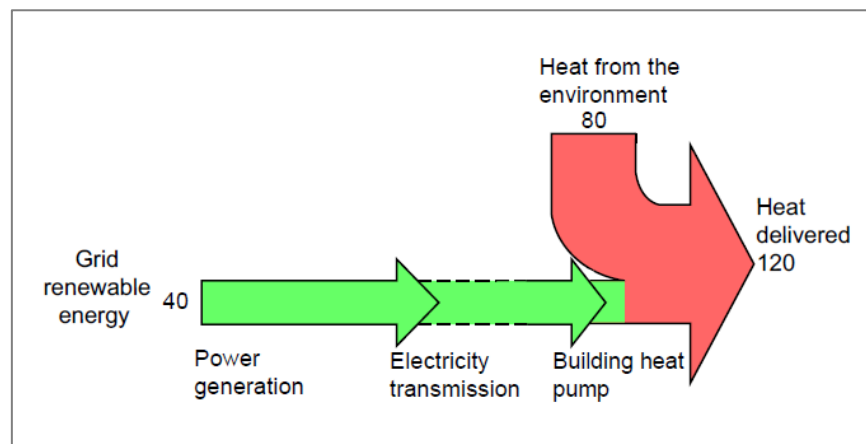 Heat from the
environment
80
Heat
delivered
120
Grid
renewable
energy
40
Power
generation
Electricity
transmission
Building heat
pump